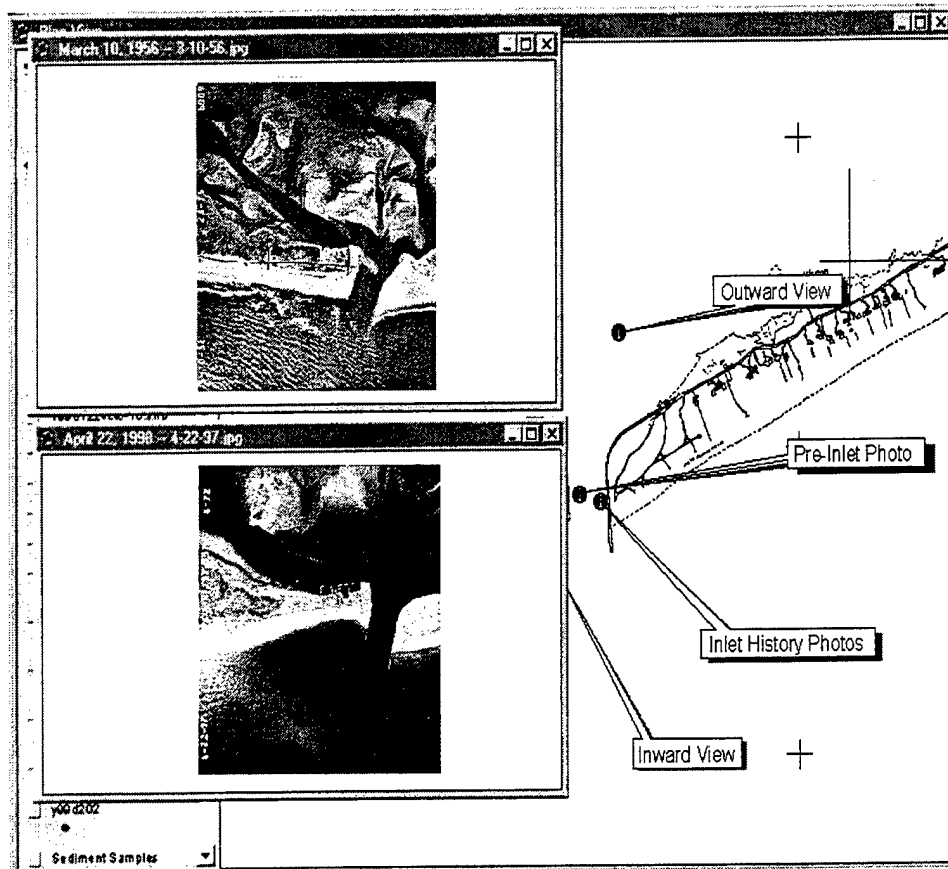 March 10, 1956 -- 3-10-56.jpg
April 22, 1998 -- 4-22-97.jpg
Outward View
Pre-Inlet Photo
Inlet History Photos
Inward View
y99d202
Sediment Samples